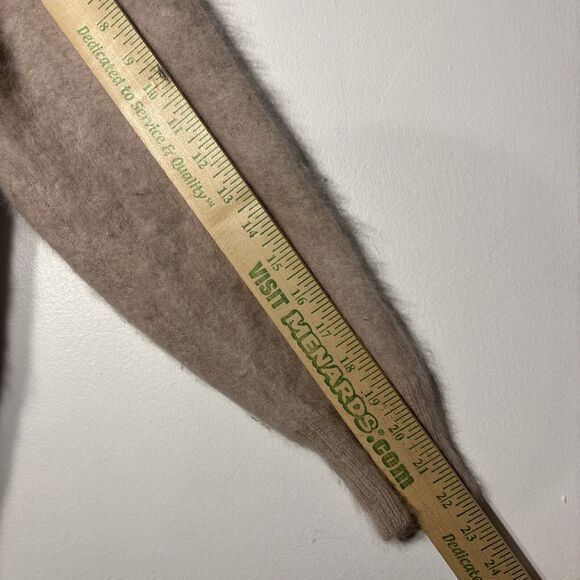 8 9 10 11 12 13 14 15 16 17 18 19 20 21 22 23 24
Dedicated to Service & Quality SM
VISIT MENARDS®.com
Dedicated